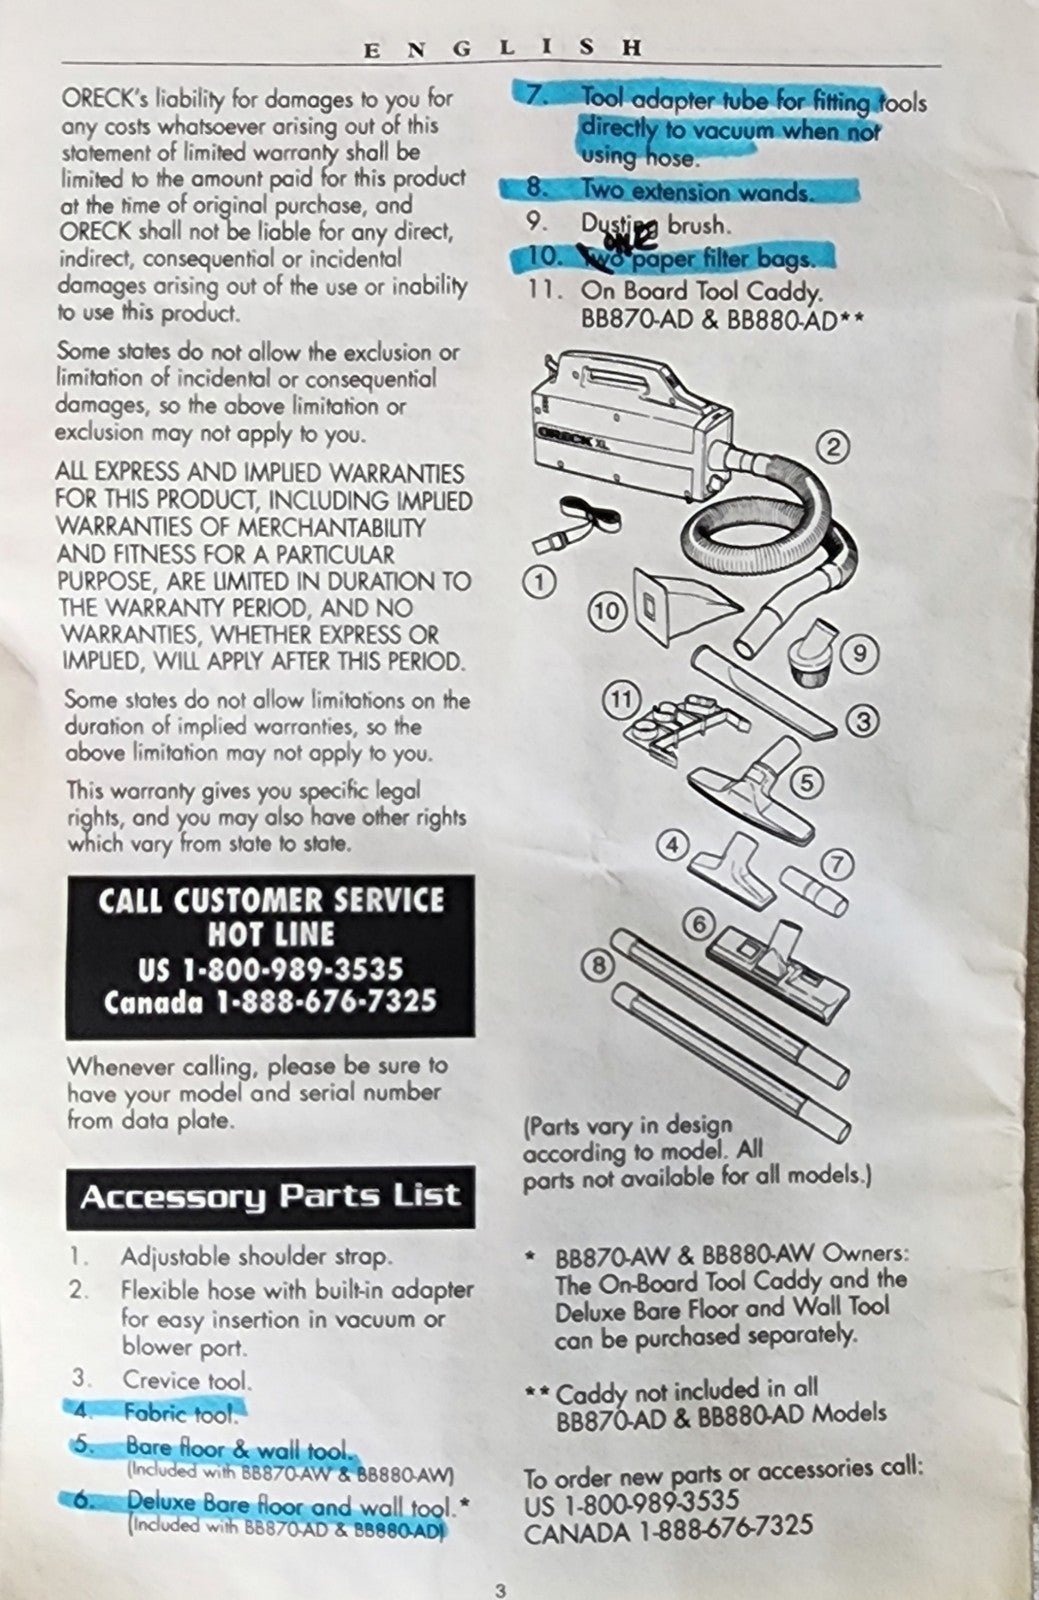 ENGLISH
ORECK's liability for damages to you for
any costs whatsoever arising out of this
statement of limited warranty shall be
limited to the amount paid for this product
at the time of original purchase, and
ORECK shall not be liable for any direct,
indirect, consequential or incidental
damages arising out of the use or inability
to use this product.
Some states do not allow the exclusion or
limitation of incidental or consequential
damages, so the above limitation or
exclusion may not apply to you.
ALL EXPRESS AND IMPLIED WARRANTIES
FOR THIS PRODUCT, INCLUDING IMPLIED
WARRANTIES OF MERCHANTABILITY
AND FITNESS FOR A PARTICULAR
PURPOSE, ARE LIMITED IN DURATION TO
THE WARRANTY PERIOD, AND NO
WARRANTIES, WHETHER EXPRESS OR
IMPLIED, WILL APPLY AFTER THIS PERIOD.
Some states do not allow limitations on the
duration of implied warranties, so the
above limitation may not apply to you.
This warranty gives you specific legal
rights, and you may also have other rights
which vary from state to state.
CALL CUSTOMER SERVICE
HOT LINE
US 1-800-989-3535
Canada 1-888-676-7325
Whenever calling, please be sure to
have your model and serial number
from data plate.
Accessory Parts List
1. Adjustable shoulder strap.
2. Flexible hose with built-in adapter
for easy insertion in vacuum or
blower port.
3. Crevice tool.
4. Fabric tool.
5. Bare floor & wall tool.
(Included with BB870-AW & BB880-AW)
6. Deluxe Bare floor and wall tool.*
(Included with BB870-AD & BB880-AD)
7. Tool adapter tube for fitting tools
directly to vacuum when not
using hose.
8. Two extension wands.
9. Dusting brush.
ONE
10. Two paper filter bags.
11. On Board Tool Caddy.
BB870-AD & BB880-AD**
ORECK XL
2
1
10
9
11
3
5
4
7
6
8
(Parts vary in design
according to model. All
parts not available for all models.)
* BB870-AW & BB880-AW Owners:
The On-Board Tool Caddy and the
Deluxe Bare Floor and Wall Tool
can be purchased separately.
** Caddy not included in all
BB870-AD & BB880-AD Models
To order new parts or accessories call:
US 1-800-989-3535
CANADA 1-888-676-7325
3